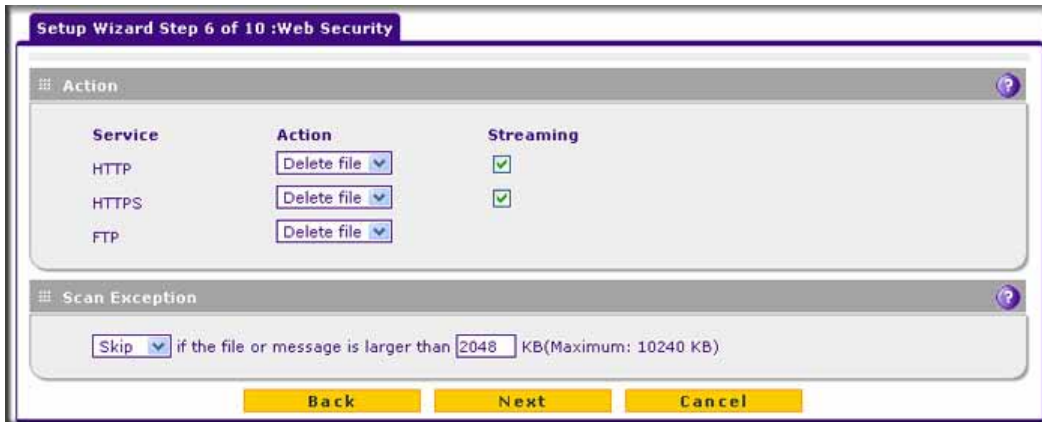 Setup Wizard Step 6 of 10 :Web Security
Action ?
Service Action Streaming
HTTP Delete file
HTTPS Delete file
FTP Delete file
Scan Exception ?
Skip if the file or message is larger than 2048 KB(Maximum: 10240 KB)
Back Next Cancel